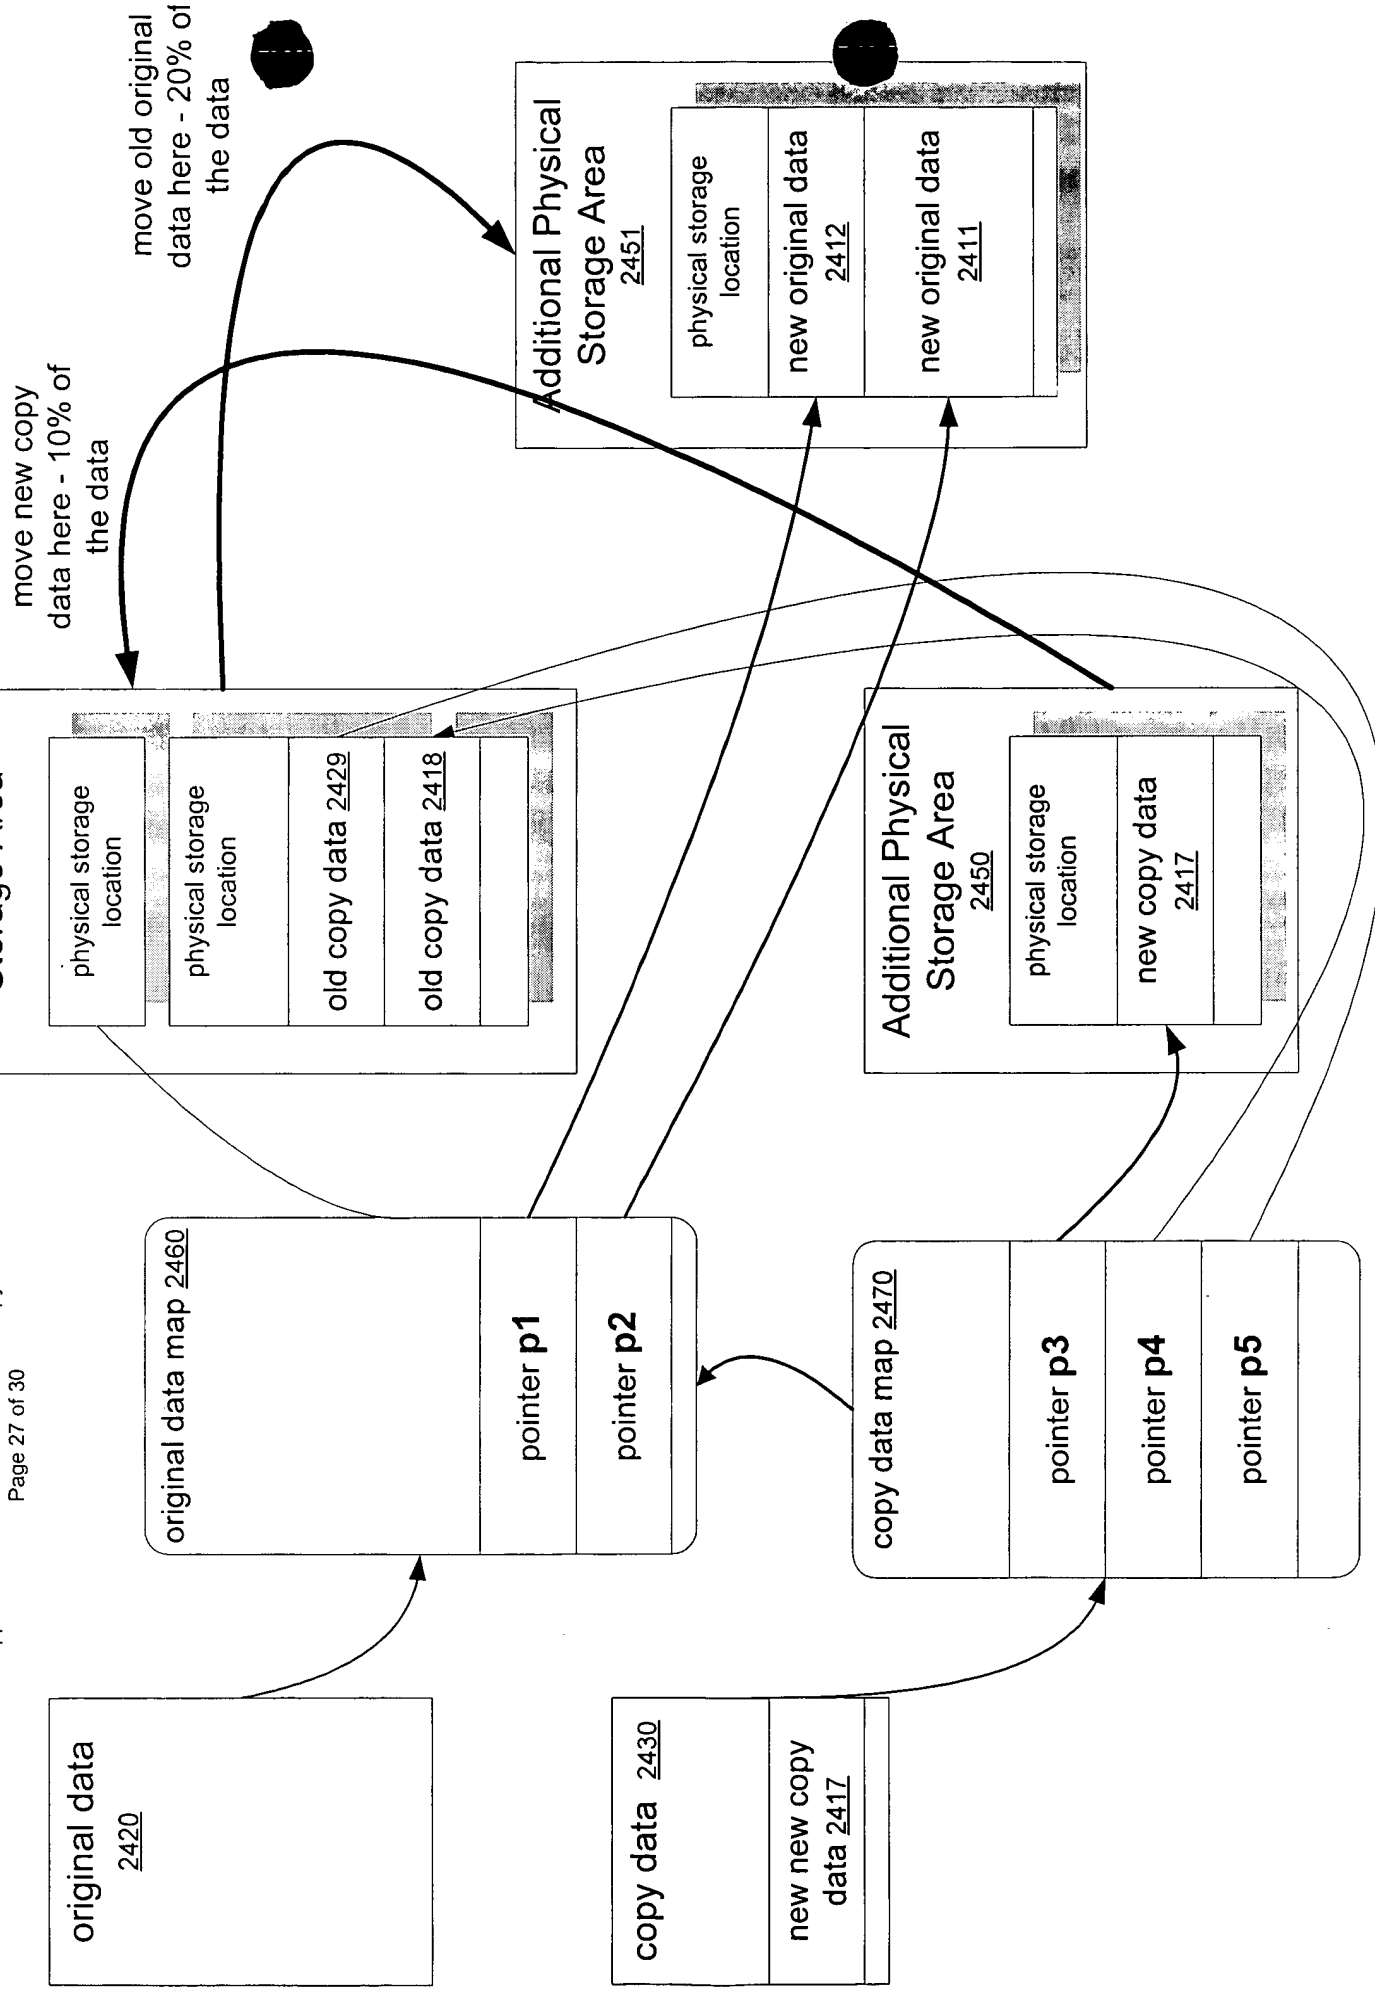 Page 27 of 30
original data
2420
copy data 2430
new new copy
data 2417
original data map 2460
pointer p1
pointer p2
copy data map 2470
pointer p3
pointer p4
pointer p5
physical storage
location
physical storage
location
old copy data 2429
old copy data 2418
Additional Physical
Storage Area
2450
physical storage
location
new copy data
2417
move new copy
data here - 10% of
the data
move old original
data here - 20% of
the data
Additional Physical
Storage Area
2451
physical storage
location
new original data
2412
new original data
2411